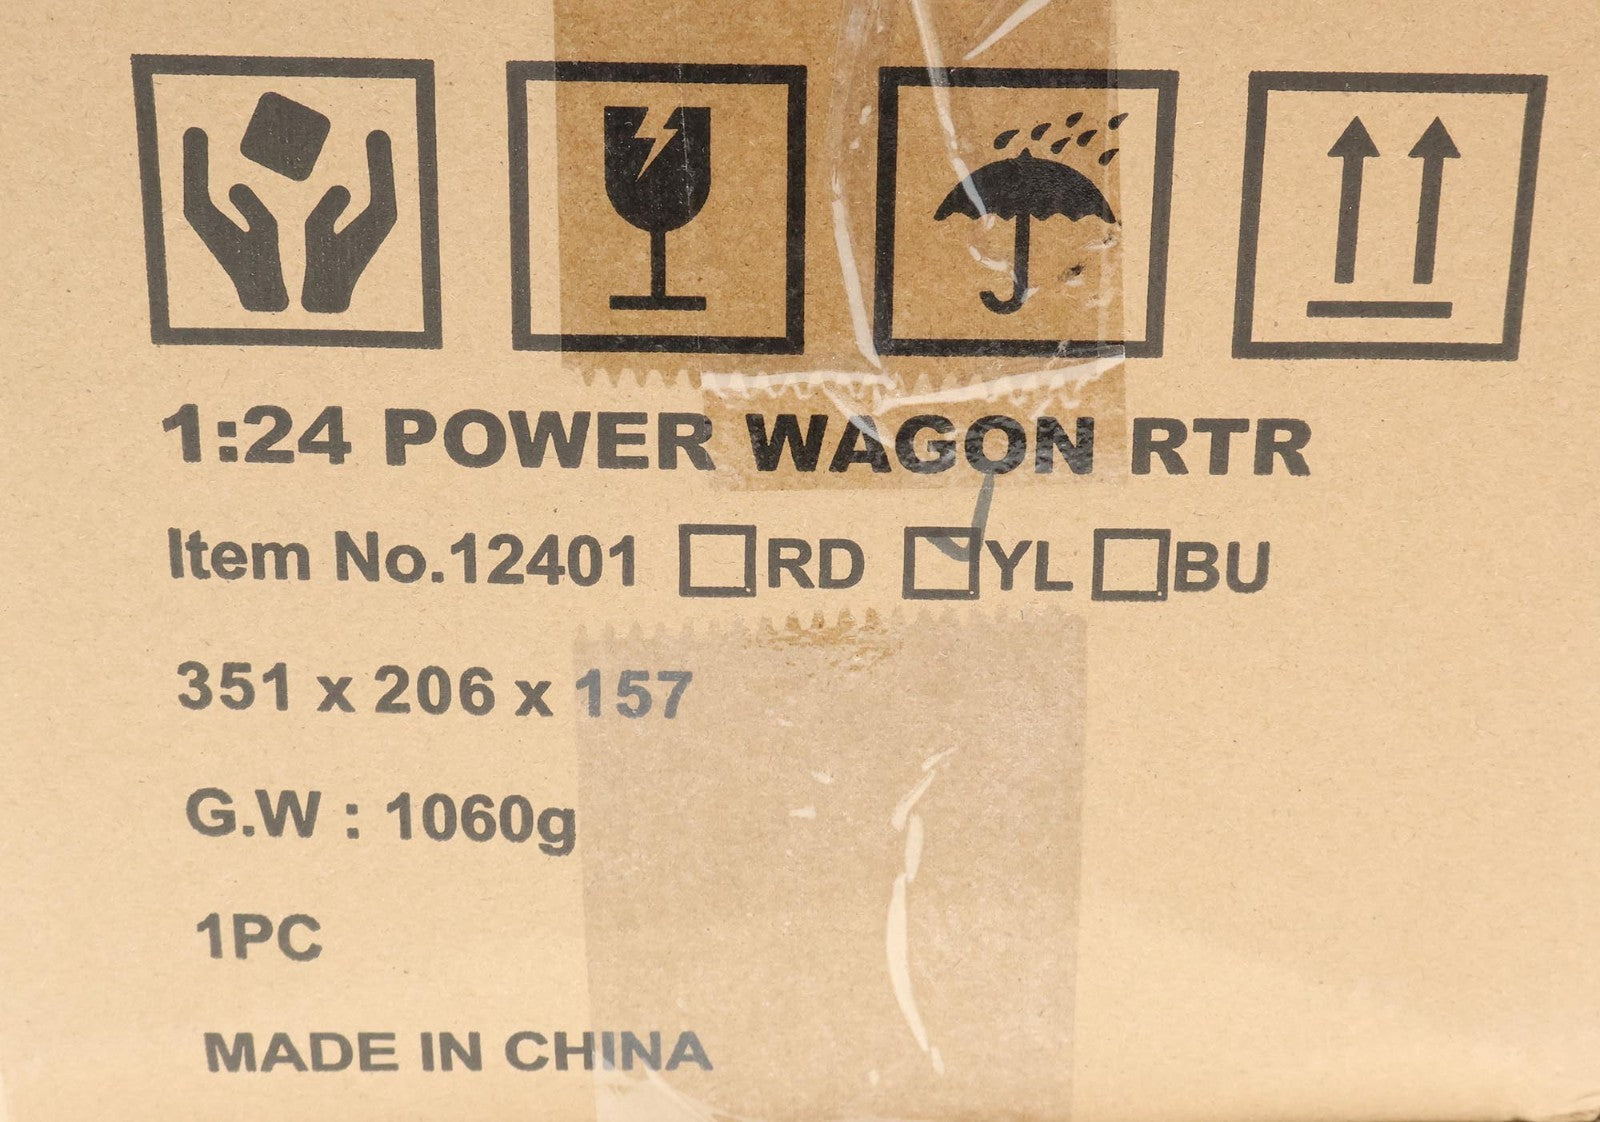 1:24 POWER WAGON RTR
Item No.12401 RD YL BU
351 x 206 x 157
G.W : 1060g
1PC
MADE IN CHINA